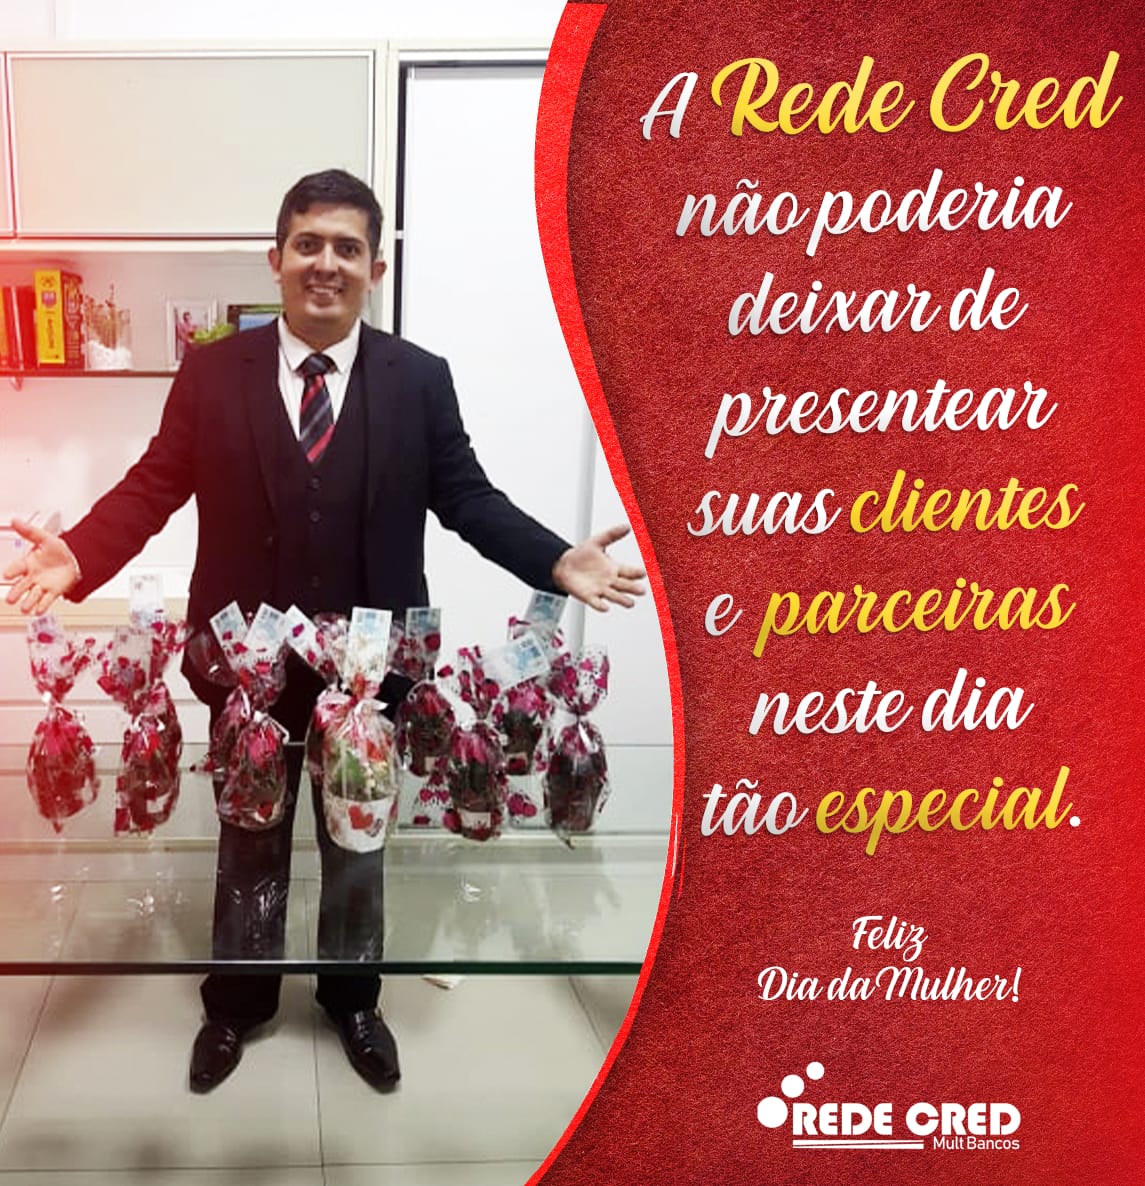 A Rede Cred
não poderia
deixar de
presentear
suas clientes
e parceiras
neste dia
tão especial.
Feliz
Dia da Mulher!
REDE CRED
Mult Bancos